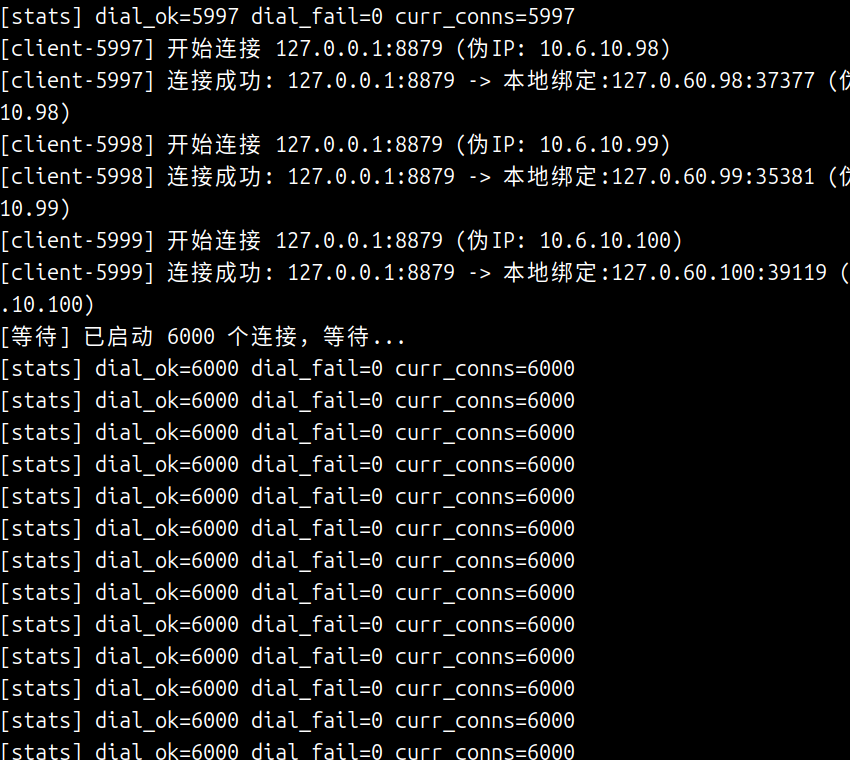 [stats] dial_ok=5997 dial_fail=0 curr_conns=5997
[client-5997] 开始连接 127.0.0.1:8879 (伪IP: 10.6.10.98)
[client-5997] 连接成功: 127.0.0.1:8879 -> 本地绑定:127.0.60.98:37377 (伪
10.98)
[client-5998] 开始连接 127.0.0.1:8879 (伪IP: 10.6.10.99)
[client-5998] 连接成功: 127.0.0.1:8879 -> 本地绑定:127.0.60.99:35381 (伪
10.99)
[client-5999] 开始连接 127.0.0.1:8879 (伪IP: 10.6.10.100)
[client-5999] 连接成功: 127.0.0.1:8879 -> 本地绑定:127.0.60.100:39119 (
.10.100)
[等待] 已启动 6000 个连接，等待...
[stats] dial_ok=6000 dial_fail=0 curr_conns=6000
[stats] dial_ok=6000 dial_fail=0 curr_conns=6000
[stats] dial_ok=6000 dial_fail=0 curr_conns=6000
[stats] dial_ok=6000 dial_fail=0 curr_conns=6000
[stats] dial_ok=6000 dial_fail=0 curr_conns=6000
[stats] dial_ok=6000 dial_fail=0 curr_conns=6000
[stats] dial_ok=6000 dial_fail=0 curr_conns=6000
[stats] dial_ok=6000 dial_fail=0 curr_conns=6000
[stats] dial_ok=6000 dial_fail=0 curr_conns=6000
[stats] dial_ok=6000 dial_fail=0 curr_conns=6000
[stats] dial_ok=6000 dial_fail=0 curr_conns=6000
[stats] dial_ok=6000 dial_fail=0 curr_conns=6000
[stats] dial_ok=6000 dial_fail=0 curr_conns=6000